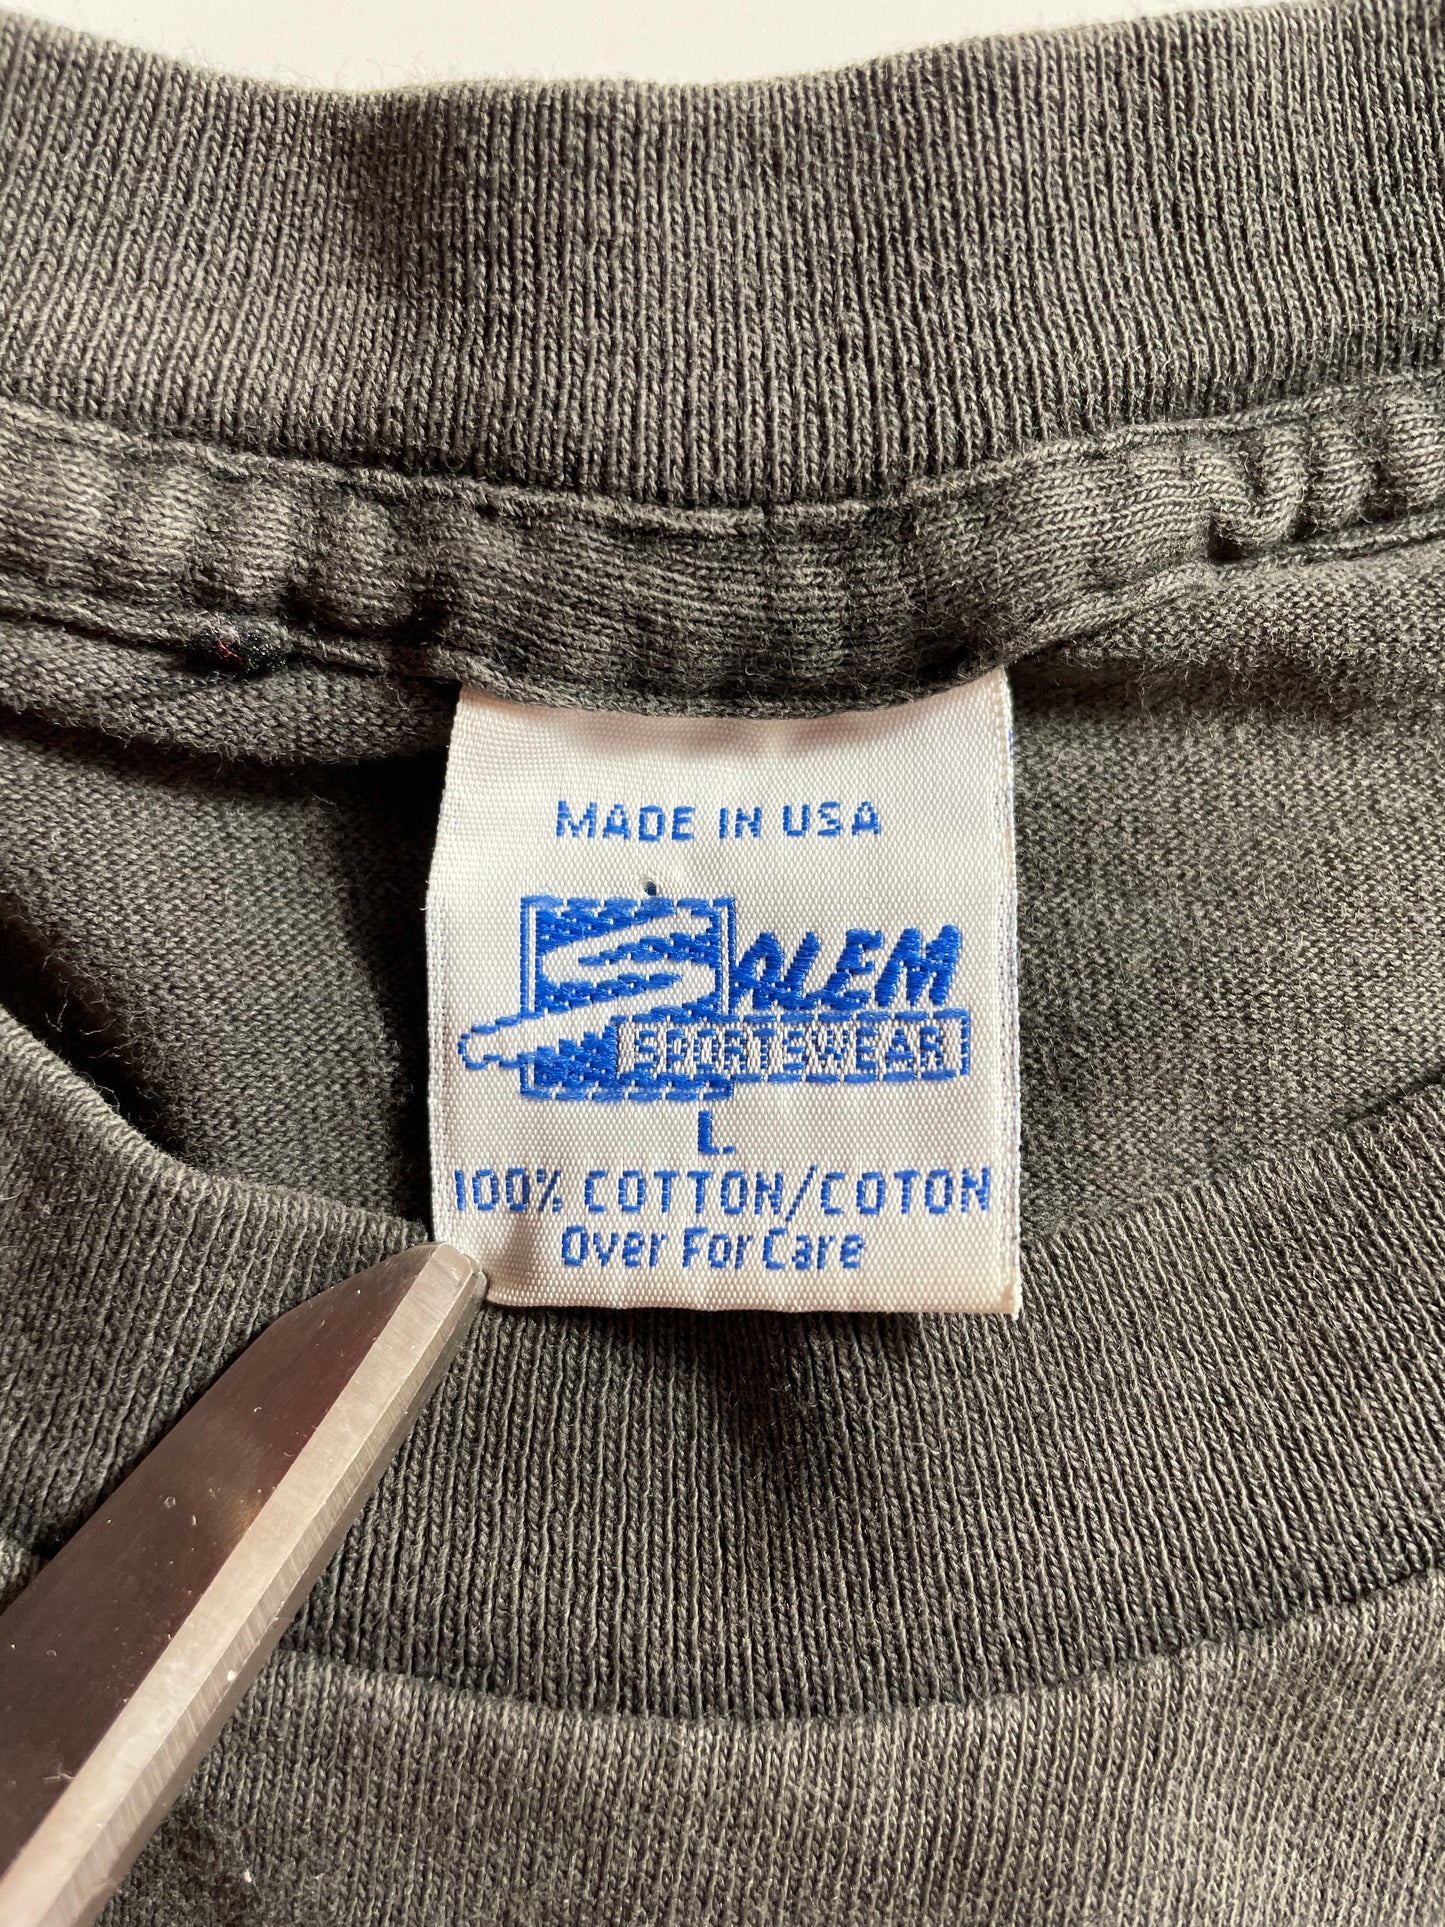 MADE IN USA
SALEM
SPORTSWEAR
L
100% COTTON/COTON
Over For Care